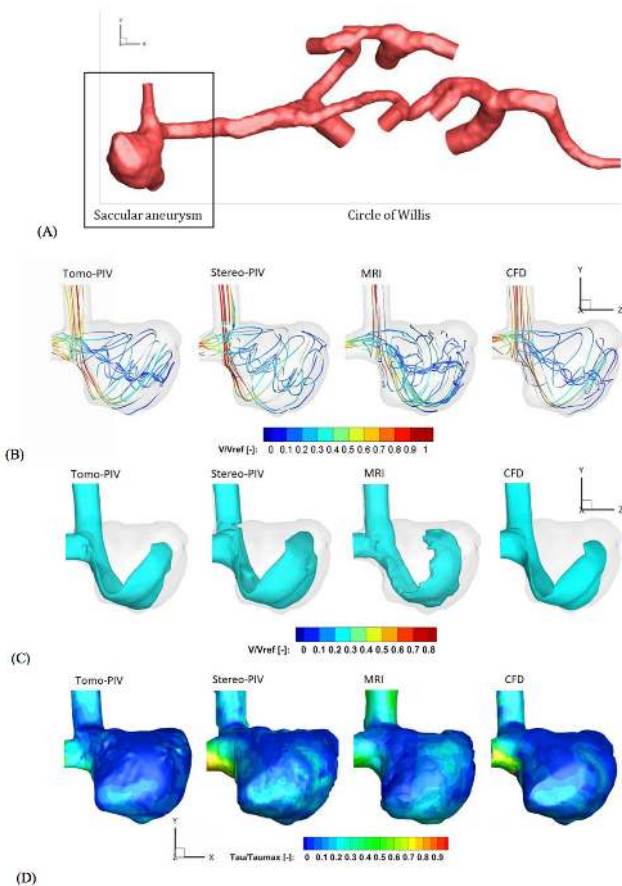 Y
X
Saccular aneurysm
Circle of Willis
(A)
Tomo-PIV Stereo-PIV MRI CFD
Y
X Z
V/Vref [-]: 0 0.1 0.2 0.3 0.4 0.5 0.6 0.7 0.8 0.9 1
(B)
Tomo-PIV Stereo-PIV MRI CFD
Y
X Z
V/Vref [-]: 0 0.1 0.2 0.3 0.4 0.5 0.6 0.7 0.8
(C)
Tomo-PIV Stereo-PIV MRI CFD
Y
Z X
Tau/Taumax [-]: 0 0.1 0.2 0.3 0.4 0.5 0.6 0.7 0.8 0.9
(D)